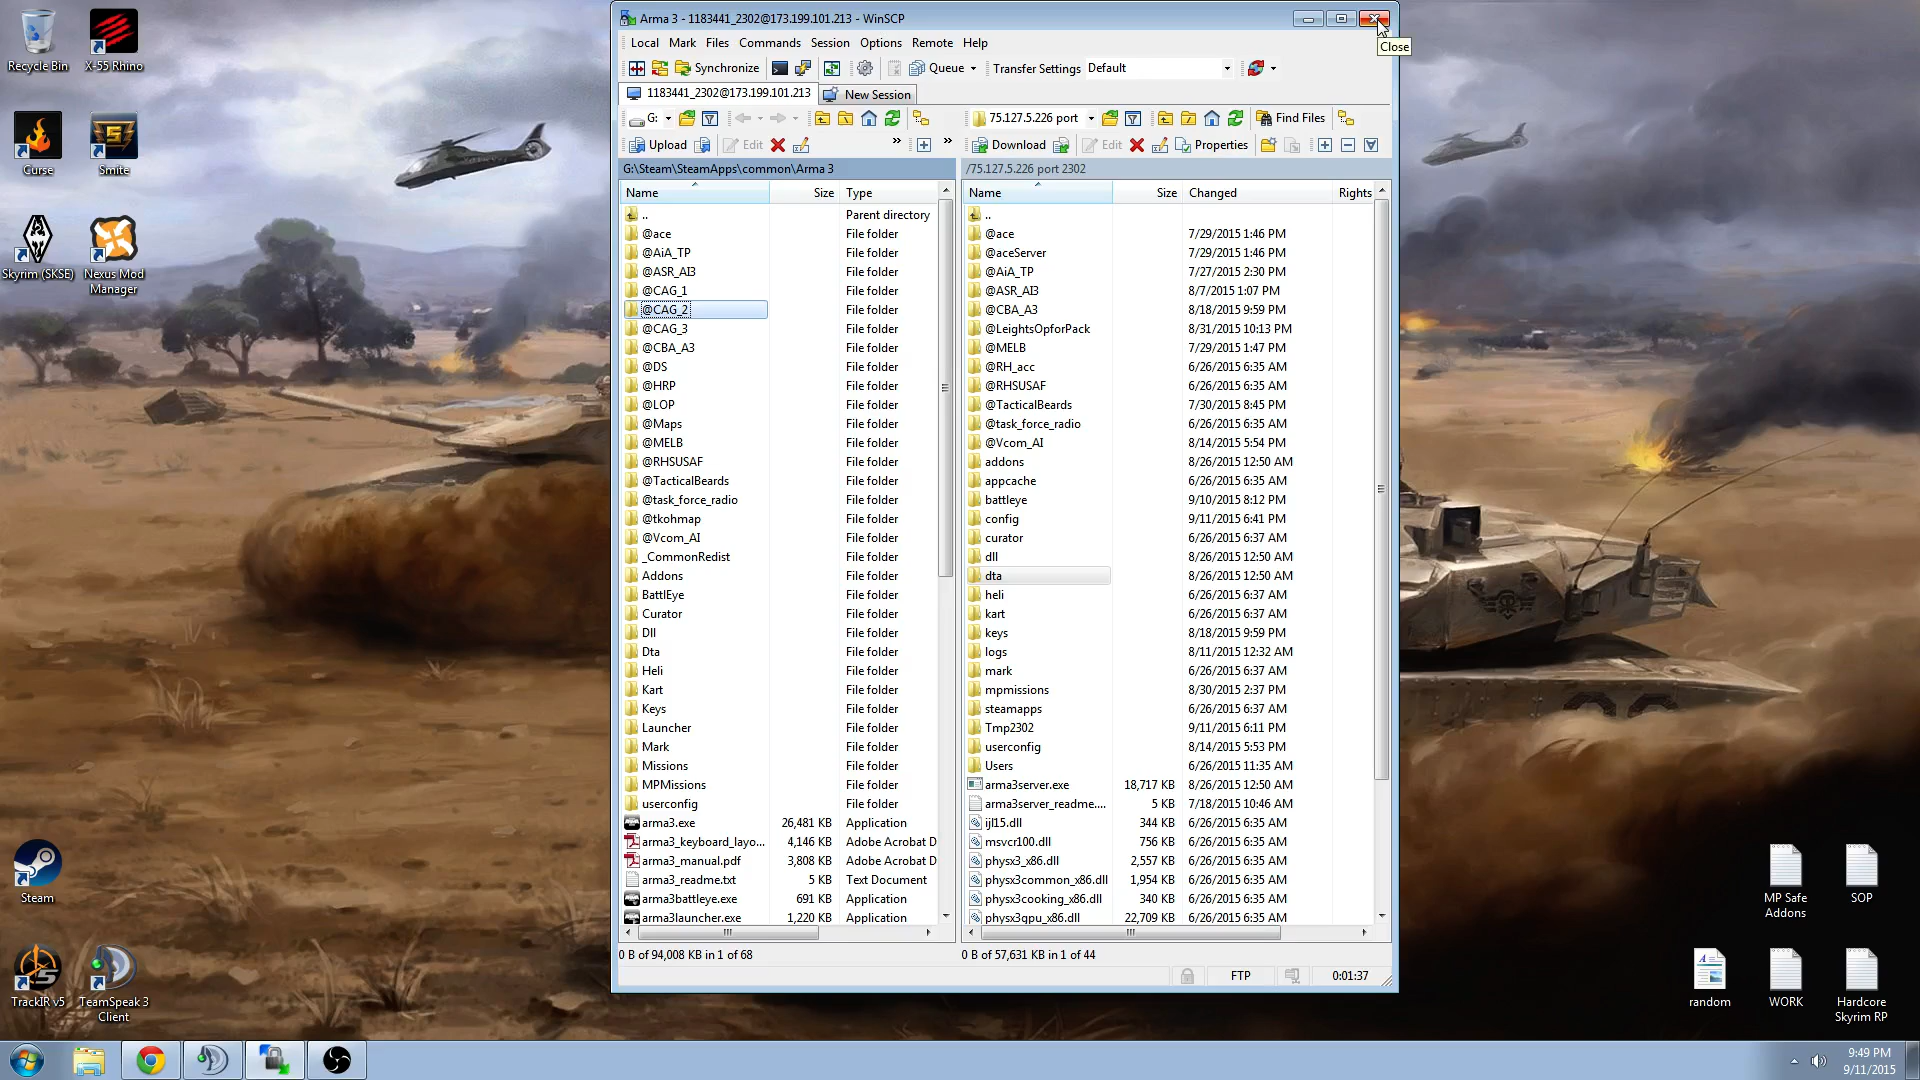 Recycle Bin
X-55 Rhino
Curse
Smite
Skyrim (SKSE)
Nexus Mod
Manager
Steam
TrackIR v5
TeamSpeak 3
Client
Arma 3 - 1183441_2302@173.199.101.213 - WinSCP
Close
Local Mark Files Commands Session Options Remote Help
Synchronize Queue Transfer Settings Default
1183441_2302@173.199.101.213 New Session
G: 75.127.5.226 port Find Files
Upload Edit » » Download Edit Properties
G:\Steam\SteamApps\common\Arma 3
Name Size Type
.. Parent directory
@ace File folder
@AiA_TP File folder
@ASR_AI3 File folder
@CAG_1 File folder
@CAG_2 File folder
@CAG_3 File folder
@CBA_A3 File folder
@DS File folder
@HRP File folder
@LOP File folder
@Maps File folder
@MELB File folder
@RHSUSAF File folder
@TacticalBeards File folder
@task_force_radio File folder
@tkohmap File folder
@Vcom_AI File folder
_CommonRedist File folder
Addons File folder
BattlEye File folder
Curator File folder
Dll File folder
Dta File folder
Heli File folder
Kart File folder
Keys File folder
Launcher File folder
Mark File folder
Missions File folder
MPMissions File folder
userconfig File folder
arma3.exe 26,481 KB Application
arma3_keyboard_layo... 4,146 KB Adobe Acrobat D
arma3_manual.pdf 3,808 KB Adobe Acrobat D
arma3_readme.txt 5 KB Text Document
arma3battleye.exe 691 KB Application
arma3launcher.exe 1,220 KB Application
0 B of 94,008 KB in 1 of 68
/75.127.5.226 port 2302
Name Size Changed Rights
..
@ace 7/29/2015 1:46 PM
@aceServer 7/29/2015 1:46 PM
@AiA_TP 7/27/2015 2:30 PM
@ASR_AI3 8/7/2015 1:07 PM
@CBA_A3 8/18/2015 9:59 PM
@LeightsOpforPack 8/31/2015 10:13 PM
@MELB 7/29/2015 1:47 PM
@RH_acc 6/26/2015 6:35 AM
@RHSUSAF 6/26/2015 6:35 AM
@TacticalBeards 7/30/2015 8:45 PM
@task_force_radio 6/26/2015 6:35 AM
@Vcom_AI 8/14/2015 5:54 PM
addons 8/26/2015 12:50 AM
appcache 6/26/2015 6:35 AM
battleye 9/10/2015 8:12 PM
config 9/11/2015 6:41 PM
curator 6/26/2015 6:37 AM
dll 8/26/2015 12:50 AM
dta 8/26/2015 12:50 AM
heli 6/26/2015 6:37 AM
kart 6/26/2015 6:37 AM
keys 8/18/2015 9:59 PM
logs 8/11/2015 12:32 AM
mark 6/26/2015 6:37 AM
mpmissions 8/30/2015 2:37 PM
steamapps 6/26/2015 6:37 AM
Tmp2302 9/11/2015 6:11 PM
userconfig 8/14/2015 5:53 PM
Users 6/26/2015 11:35 AM
arma3server.exe 18,717 KB 8/26/2015 12:50 AM
arma3server_readme.... 5 KB 7/18/2015 10:46 AM
ijl15.dll 344 KB 6/26/2015 6:35 AM
msvcr100.dll 756 KB 6/26/2015 6:35 AM
physx3_x86.dll 2,557 KB 6/26/2015 6:35 AM
physx3common_x86.dll 1,954 KB 6/26/2015 6:35 AM
physx3cooking_x86.dll 340 KB 6/26/2015 6:35 AM
physx3gpu_x86.dll 22,709 KB 6/26/2015 6:35 AM
0 B of 57,631 KB in 1 of 44
FTP 0:01:37
MP Safe
Addons
SOP
random
WORK
Hardcore
Skyrim RP
9:49 PM
9/11/2015